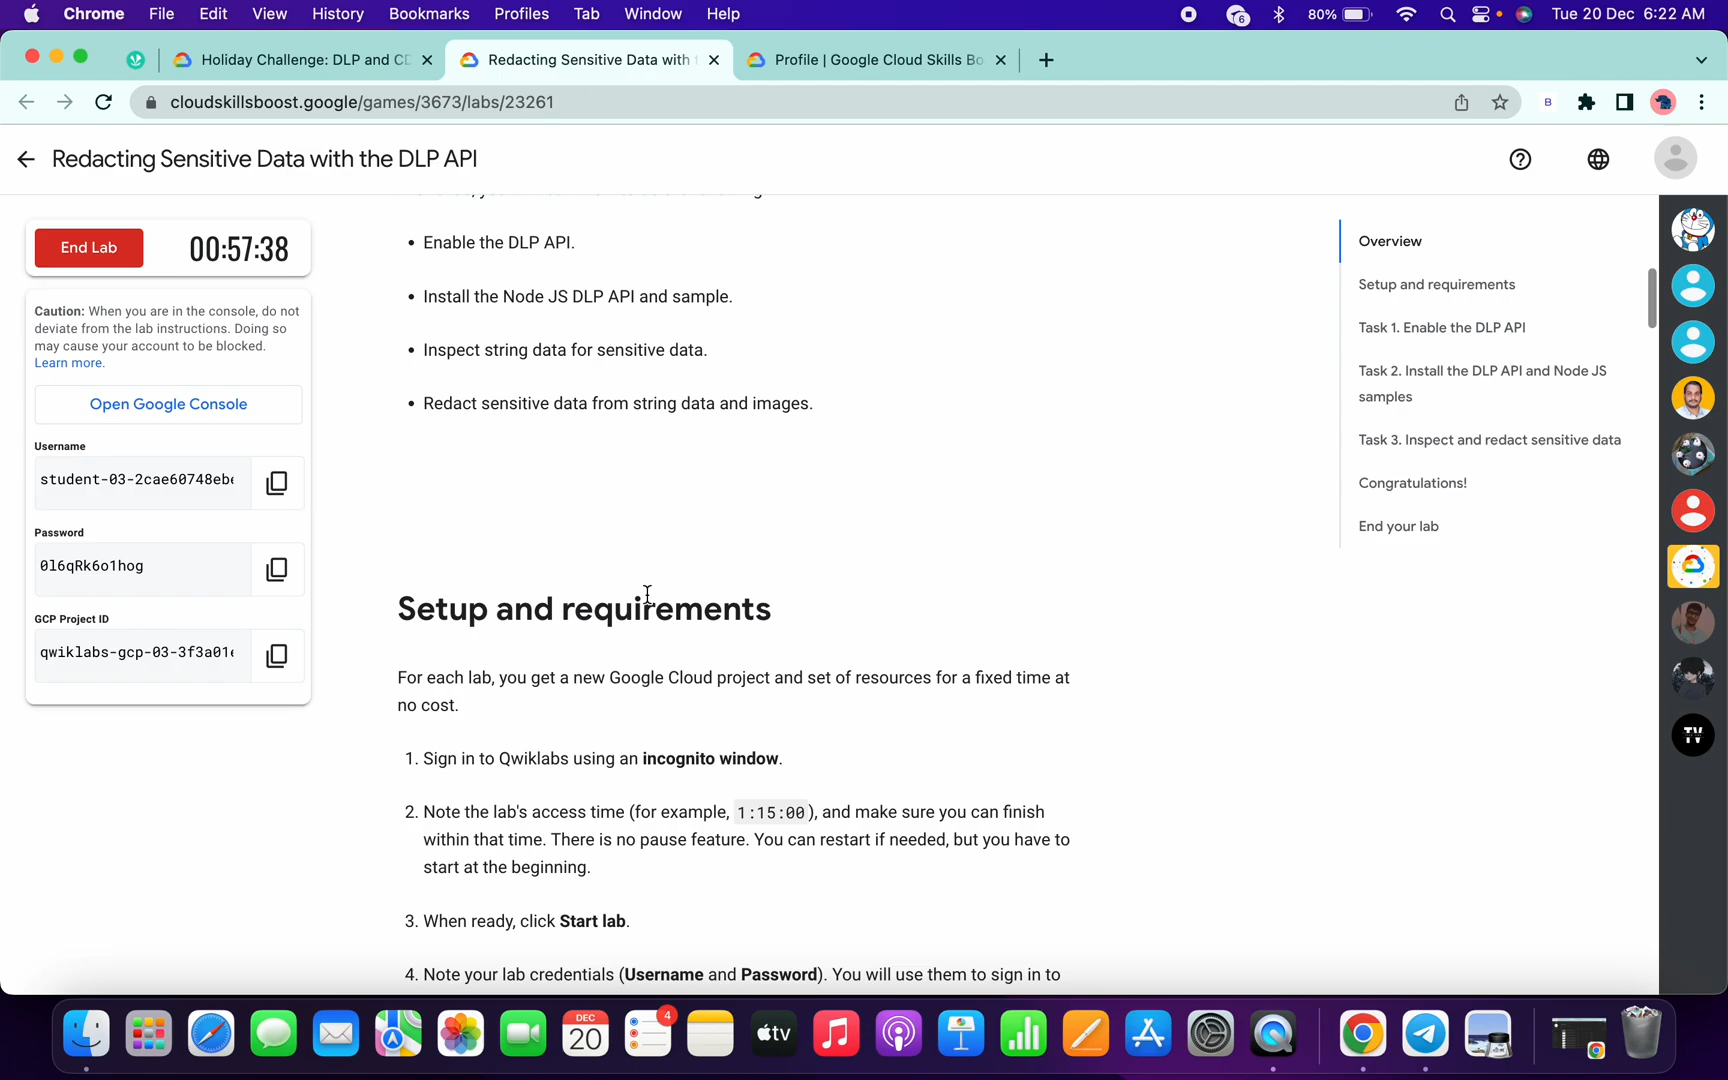 Chrome File Edit View History Bookmarks Profiles Tab Window Help 6 80% Tue 20 Dec 6:22 AM
Holiday Challenge: DLP and CD Redacting Sensitive Data with Profile | Google Cloud Skills Bo
cloudskillsboost.google/games/3673/labs/23261 B
Redacting Sensitive Data with the DLP API
End Lab 00:57:38
Caution: When you are in the console, do not
deviate from the lab instructions. Doing so
may cause your account to be blocked.
Learn more.
Open Google Console
Username
student-03-2cae60748eb
Password
0l6qRk6o1hog
GCP Project ID
qwiklabs-gcp-03-3f3a01
• Enable the DLP API.
• Install the Node JS DLP API and sample.
• Inspect string data for sensitive data.
• Redact sensitive data from string data and images.
Setup and requirements
For each lab, you get a new Google Cloud project and set of resources for a fixed time at
no cost.
1. Sign in to Qwiklabs using an incognito window.
2. Note the lab's access time (for example, 1:15:00), and make sure you can finish
within that time. There is no pause feature. You can restart if needed, but you have to
start at the beginning.
3. When ready, click Start lab.
4. Note your lab credentials (Username and Password). You will use them to sign in to
Overview
Setup and requirements
Task 1. Enable the DLP API
Task 2. Install the DLP API and Node JS
samples
Task 3. Inspect and redact sensitive data
Congratulations!
End your lab
TV
DEC
20
4
tv